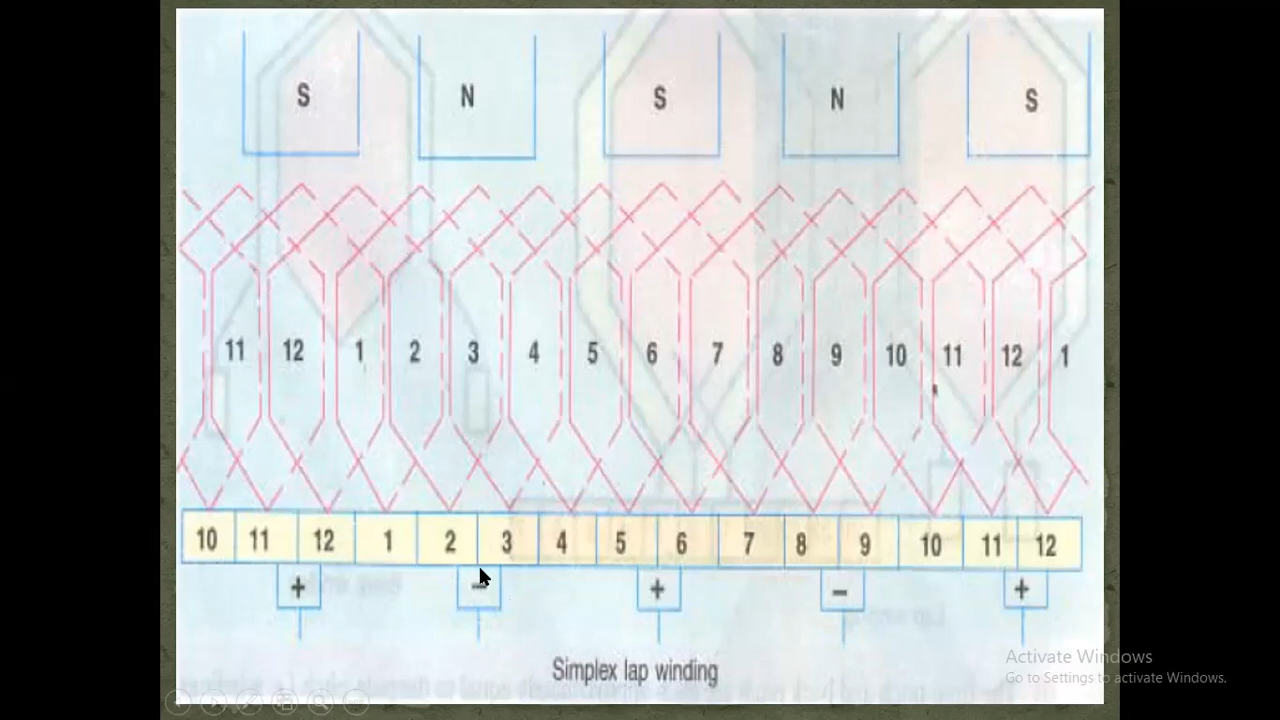 S N S N S
11 12 1 2 3 4 5 6 7 8 9 10 11 12 1
10 11 12 1 2 3 4 5 6 7 8 9 10 11 12
+ − + − +
Simplex lap winding
Activate Windows
Go to Settings to activate Windows.